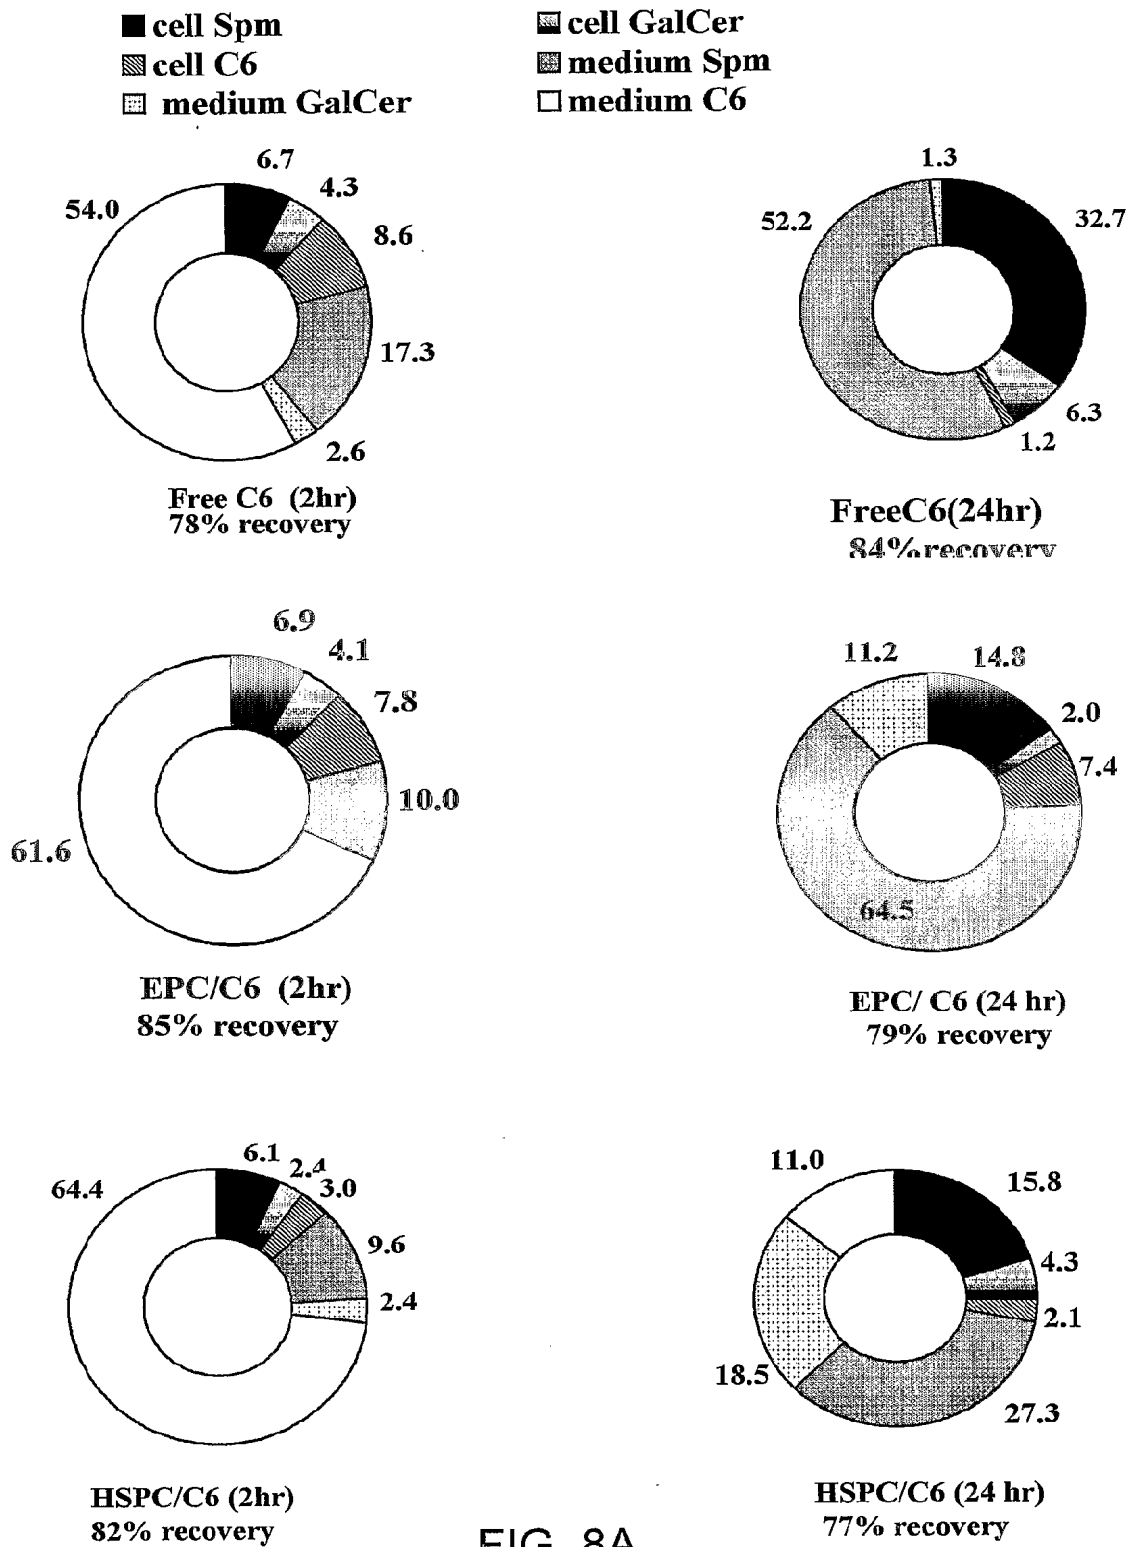 cell Spm
cell GalCer
cell C6
medium Spm
medium GalCer
medium C6
6.7
4.3
54.0
8.6
17.3
2.6
Free C6 (2hr)
78% recovery
1.3
52.2
32.7
6.3
1.2
FreeC6(24hr)
84% recovery
6.9
4.1
7.8
10.0
61.6
EPC/C6 (2hr)
85% recovery
11.2
14.8
2.0
7.4
64.5
EPC/ C6 (24 hr)
79% recovery
6.1
2.4
3.0
64.4
9.6
2.4
HSPC/C6 (2hr)
82% recovery
11.0
15.8
4.3
2.1
18.5
27.3
HSPC/C6 (24 hr)
77% recovery
FIG. 8A